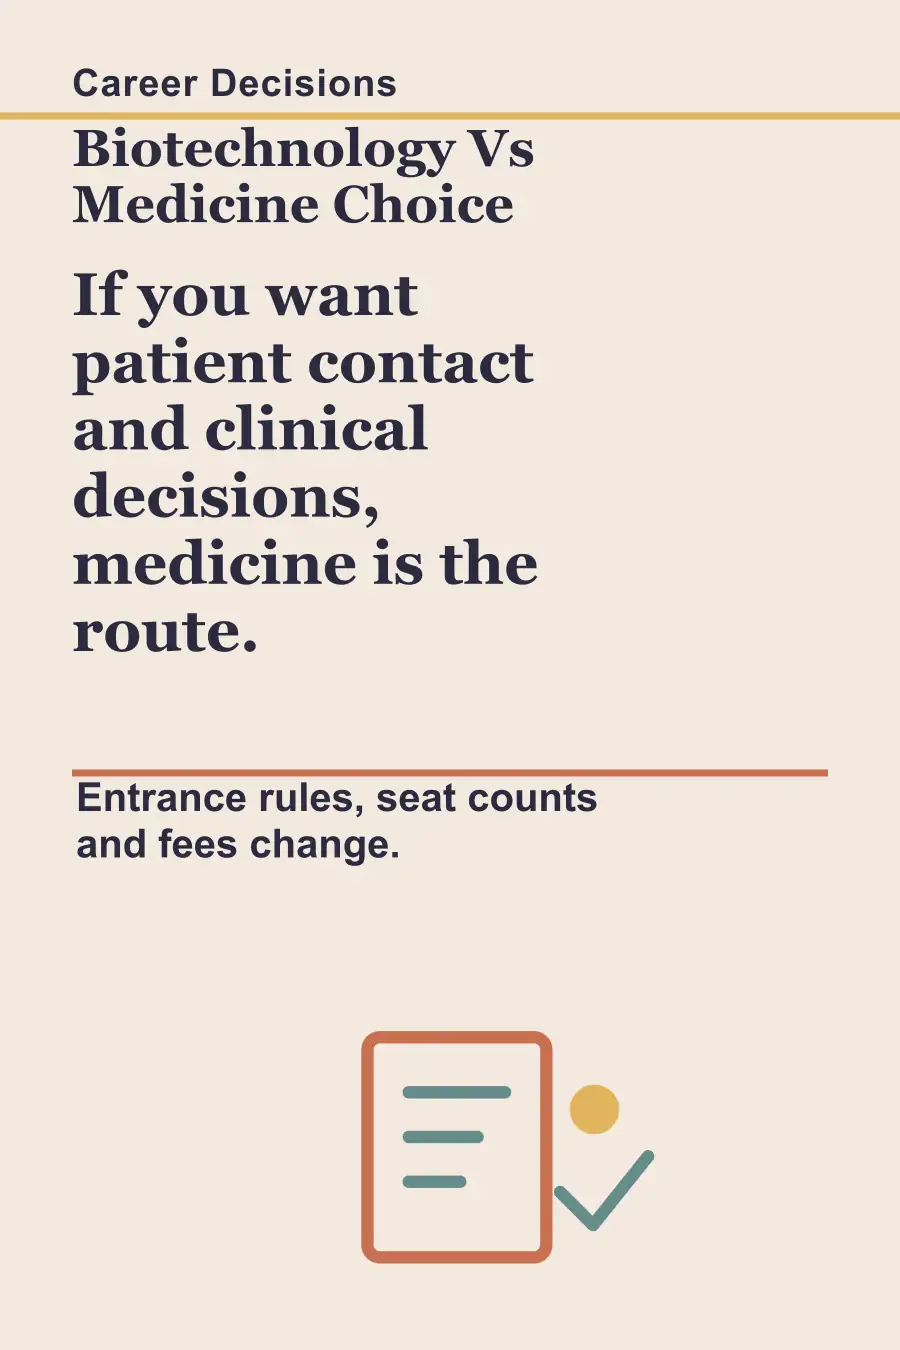 Career Decisions
Biotechnology Vs
Medicine Choice
If you want
patient contact
and clinical
decisions,
medicine is the
route.
Entrance rules, seat counts
and fees change.